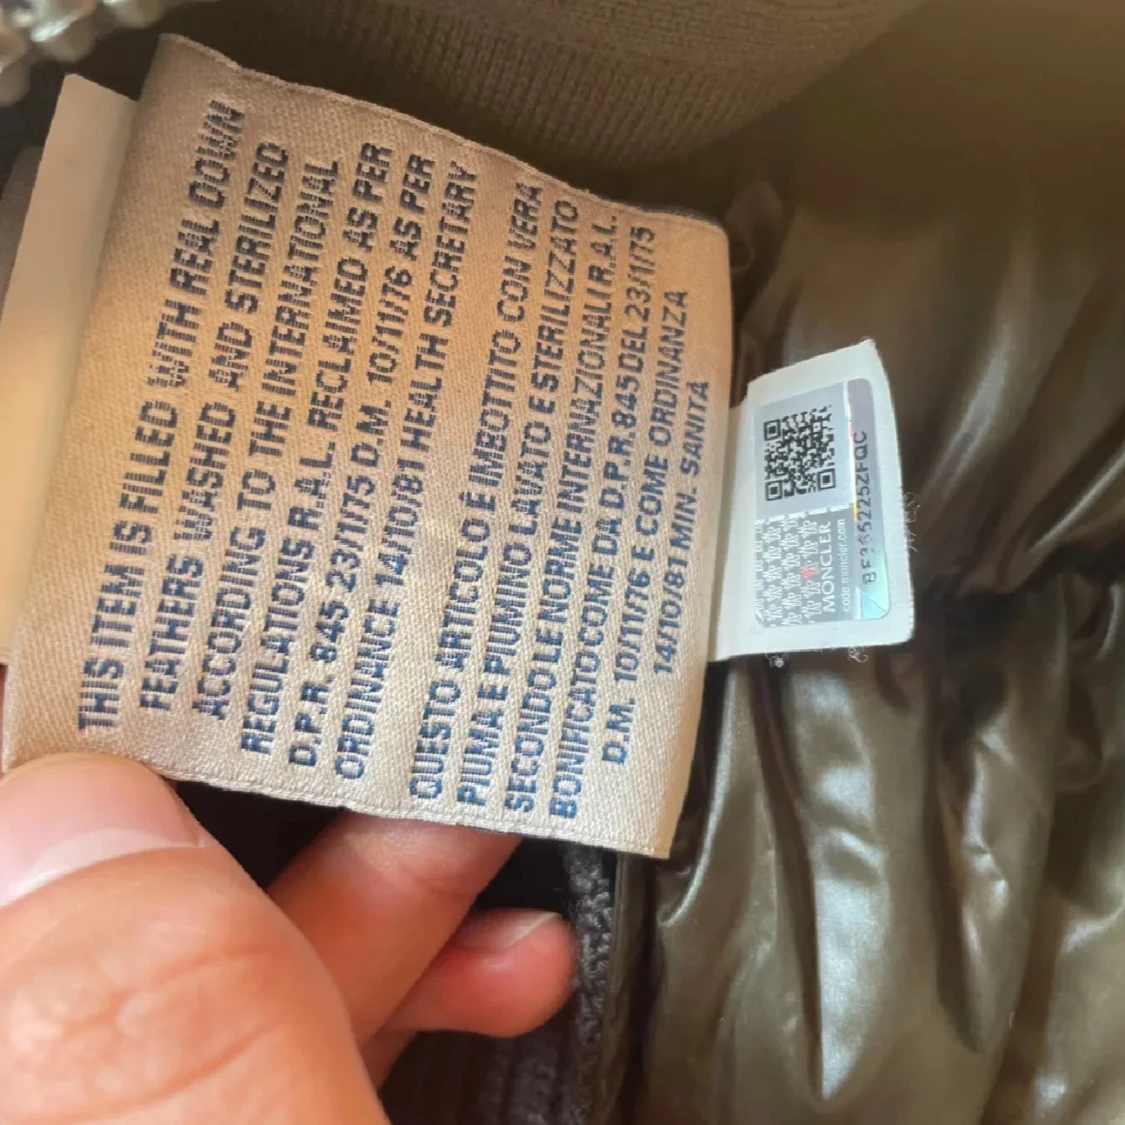 THIS ITEM IS FILLED WITH REAL DOWN
FEATHERS WASHED AND STERILIZED
ACCORDING TO THE INTERNATIONAL
REGULATIONS R.A.L. RECLAIMED AS PER
D.P.R. 845 23/1/75 D.M. 10/11/76 AS PER
ORDINANCE 14/10/81 HEALTH SECRETARY
QUESTO ARTICOLO É IMBOTTITO CON VERA
PIUMA E PIUMINO LAVATO E STERILIZZATO
SECONDO LE NORME INTERNAZIONALI R.A.L.
BONIFICATO COME DA D.P.R. 845 DEL 23/1/75
D.M. 10/11/76 E COME ORDINANZA
14/10/81 MIN. SANITA
MONCLER
code.moncler.com